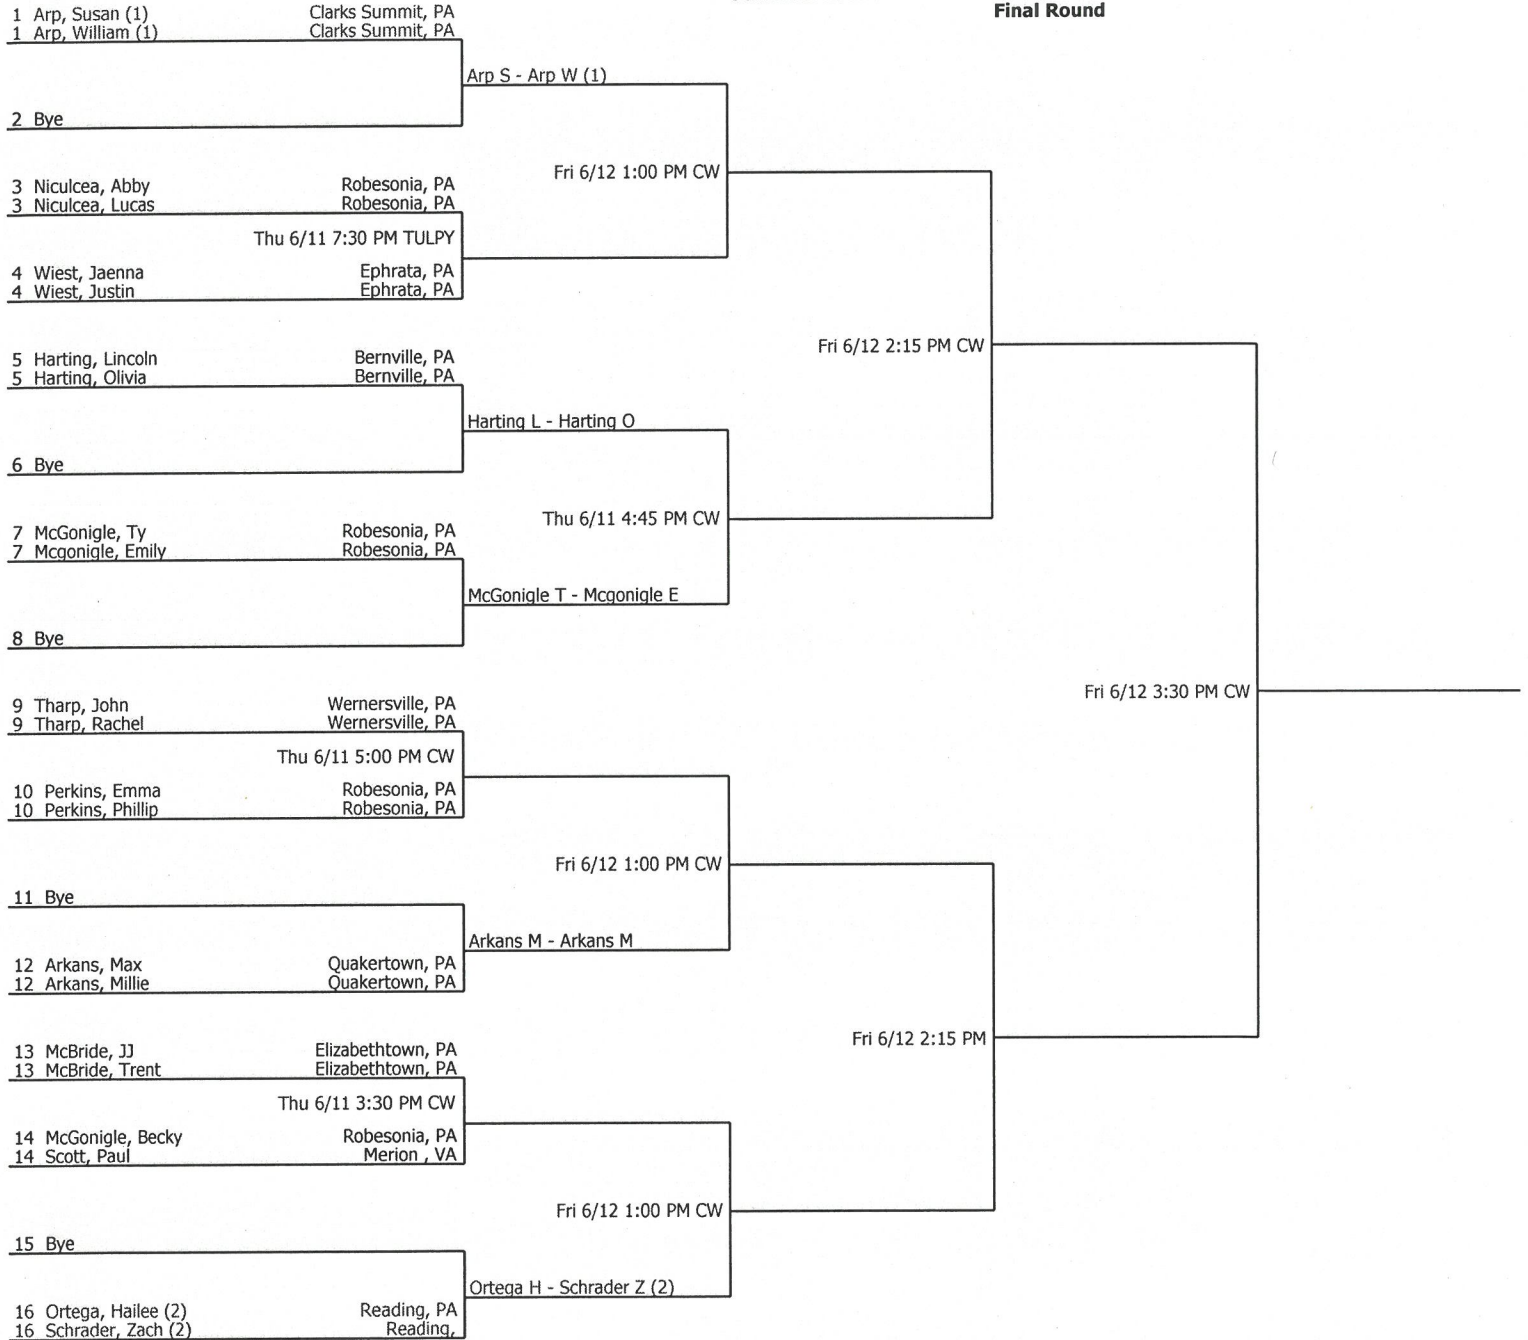 Final Round
1 Arp, Susan (1) Clarks Summit, PA
1 Arp, William (1) Clarks Summit, PA
Arp S - Arp W (1)
2 Bye
Fri 6/12 1:00 PM CW
3 Niculcea, Abby Robesonia, PA
3 Niculcea, Lucas Robesonia, PA
Thu 6/11 7:30 PM TULPY
4 Wiest, Jaenna Ephrata, PA
4 Wiest, Justin Ephrata, PA
Fri 6/12 2:15 PM CW
5 Harting, Lincoln Bernville, PA
5 Harting, Olivia Bernville, PA
Harting L - Harting O
6 Bye
Thu 6/11 4:45 PM CW
7 McGonigle, Ty Robesonia, PA
7 Mcgonigle, Emily Robesonia, PA
McGonigle T - Mcgonigle E
8 Bye
Fri 6/12 3:30 PM CW
9 Tharp, John Wernersville, PA
9 Tharp, Rachel Wernersville, PA
Thu 6/11 5:00 PM CW
10 Perkins, Emma Robesonia, PA
10 Perkins, Phillip Robesonia, PA
Fri 6/12 1:00 PM CW
11 Bye
Arkans M - Arkans M
12 Arkans, Max Quakertown, PA
12 Arkans, Millie Quakertown, PA
Fri 6/12 2:15 PM
13 McBride, JJ Elizabethtown, PA
13 McBride, Trent Elizabethtown, PA
Thu 6/11 3:30 PM CW
14 McGonigle, Becky Robesonia, PA
14 Scott, Paul Merion , VA
Fri 6/12 1:00 PM CW
15 Bye
Ortega H - Schrader Z (2)
16 Ortega, Hailee (2) Reading, PA
16 Schrader, Zach (2) Reading,